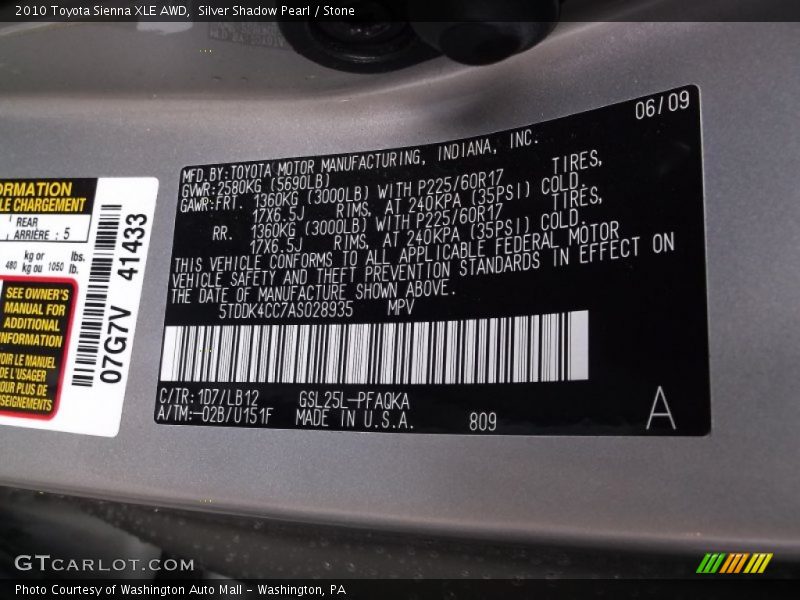 2010 Toyota Sienna XLE AWD, Silver Shadow Pearl / Stone
06/09
MFD. BY: TOYOTA MOTOR MANUFACTURING, INDIANA, INC.
GVWR: 2580KG (5690LB)
GAWR: FRT. 1360KG (3000LB) WITH P225/60R17 TIRES,
17X6.5J RIMS, AT 240KPA (35PSI) COLD.
RR. 1360KG (3000LB) WITH P225/60R17 TIRES,
17X6.5J RIMS, AT 240KPA (35PSI) COLD.
THIS VEHICLE CONFORMS TO ALL APPLICABLE FEDERAL MOTOR
VEHICLE SAFETY AND THEFT PREVENTION STANDARDS IN EFFECT ON
THE DATE OF MANUFACTURE SHOWN ABOVE.
5TDDK4CC7AS028935 MPV
C/TR: 1D7/LB12 GSL25L-PFAQKA
A/TM: -02B/U151F MADE IN U.S.A. 809
A
REAR
ARRIÈRE : 5
kg or lbs.
480 kg ou 1050 lb.
SEE OWNER'S
MANUAL FOR
ADDITIONAL
DE L'USAGER
07G7V 41433
GTCARLOT.COM
Photo Courtesy of Washington Auto Mall - Washington, PA